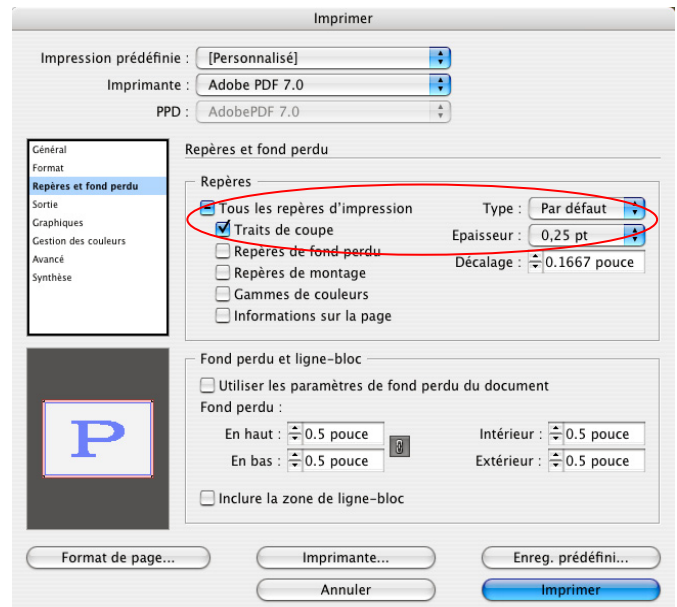 Imprimer
Impression prédéfinie : [Personnalisé]
Imprimante : Adobe PDF 7.0
PPD : AdobePDF 7.0
Général
Format
Repères et fond perdu
Sortie
Graphiques
Gestion des couleurs
Avancé
Synthèse
Repères et fond perdu
Repères
Tous les repères d'impression
Traits de coupe
Repères de fond perdu
Repères de montage
Gammes de couleurs
Informations sur la page
Type : Par défaut
Epaisseur : 0,25 pt
Décalage : 0.1667 pouce
Fond perdu et ligne-bloc
Utiliser les paramètres de fond perdu du document
Fond perdu :
En haut : 0.5 pouce
En bas : 0.5 pouce
Intérieur : 0.5 pouce
Extérieur : 0.5 pouce
Inclure la zone de ligne-bloc
P
Format de page...
Imprimante...
Enreg. prédéfini...
Annuler
Imprimer